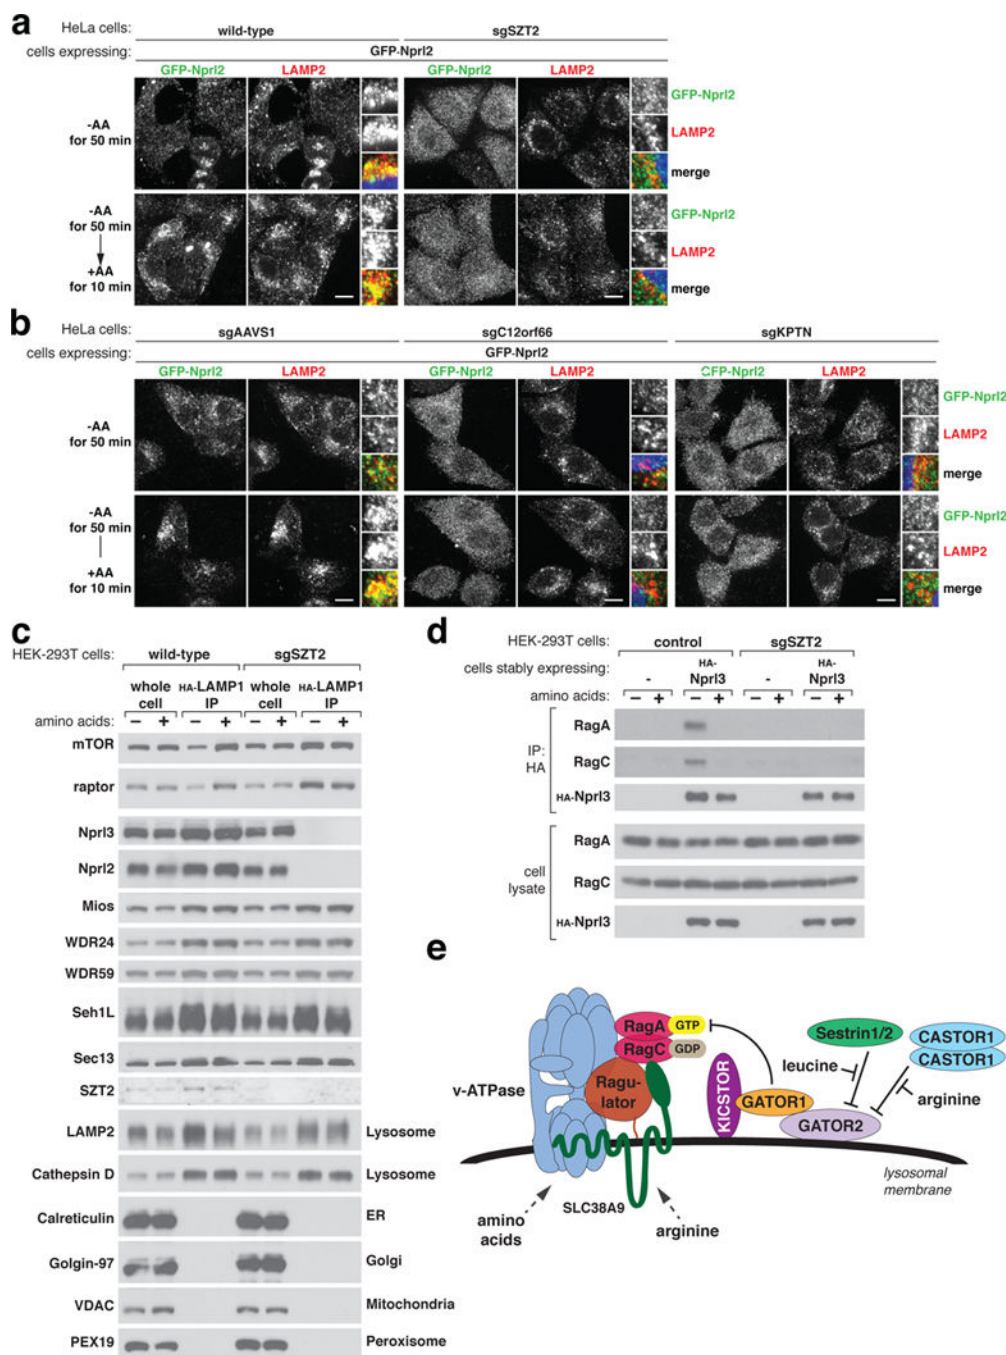 a
HeLa cells: wild-type sgSZT2
cells expressing: GFP-Nprl2
GFP-Nprl2 LAMP2 GFP-Nprl2 LAMP2
-AA
for 50 min
GFP-Nprl2
LAMP2
merge
-AA
for 50 min
+AA
for 10 min
GFP-Nprl2
LAMP2
merge
b
HeLa cells: sgAAVS1 sgC12orf66 sgKPTN
cells expressing: GFP-Nprl2
GFP-Nprl2 LAMP2 GFP-Nprl2 LAMP2 GFP-Nprl2 LAMP2
-AA
for 50 min
GFP-Nprl2
LAMP2
merge
-AA
for 50 min
+AA
for 10 min
GFP-Nprl2
LAMP2
merge
c
HEK-293T cells: wild-type sgSZT2
whole cell HA-LAMP1 IP whole cell HA-LAMP1 IP
amino acids: − + − + − + − +
mTOR
raptor
Nprl3
Nprl2
Mios
WDR24
WDR59
Seh1L
Sec13
SZT2
LAMP2 Lysosome
Cathepsin D Lysosome
Calreticulin ER
Golgin-97 Golgi
VDAC Mitochondria
PEX19 Peroxisome
d
HEK-293T cells: control sgSZT2
cells stably expressing: - HA-Nprl3 - HA-Nprl3
amino acids: − + − + − + − +
IP: HA
RagA
RagC
HA-Nprl3
cell lysate
RagA
RagC
HA-Nprl3
e
v-ATPase
RagA GTP
RagC GDP
Ragu-
lator
KICSTOR
GATOR1
GATOR2
Sestrin1/2
CASTOR1
CASTOR1
leucine
arginine
lysosomal
membrane
SLC38A9
amino
acids
arginine